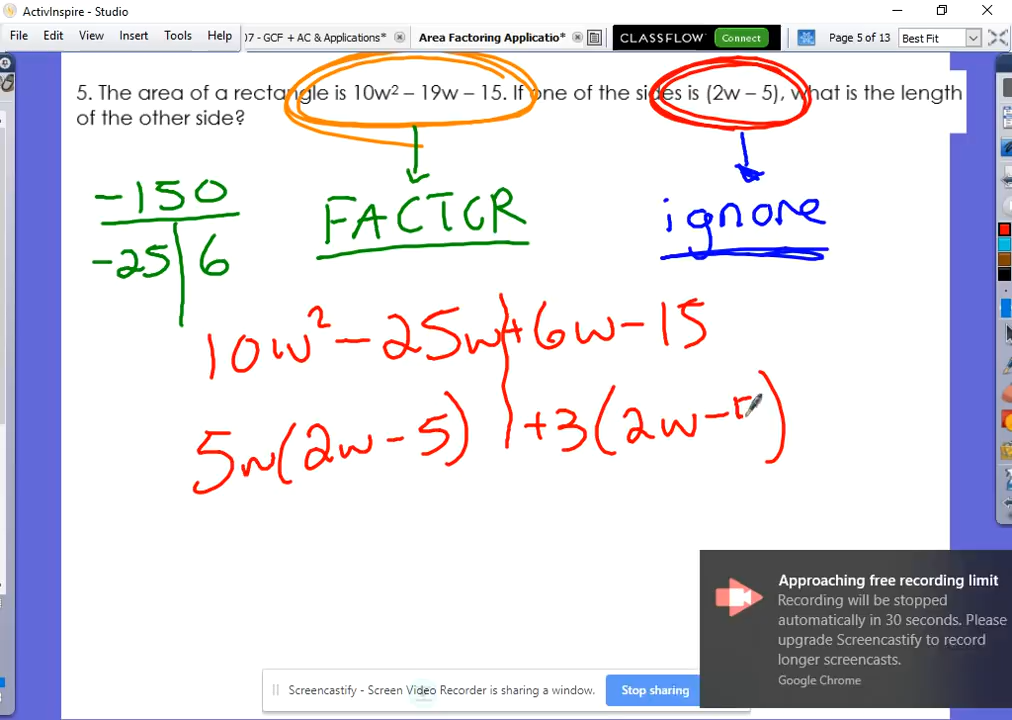 ActivInspire - Studio
File Edit View Insert Tools Help
07 - GCF + AC & Applications* Area Factoring Applicatio* CLASSFLOW Connect Page 5 of 13 Best Fit
5. The area of a rectangle is 10w² – 19w – 15. If one of the sides is (2w – 5), what is the length
of the other side?
-150
-25 | 6
FACTOR
ignore
10w² - 25w + 6w - 15
5w(2w - 5) + 3(2w - 5)
Approaching free recording limit
Recording will be stopped
automatically in 30 seconds. Please
upgrade Screencastify to record
longer screencasts.
Google Chrome
Screencastify - Screen Video Recorder is sharing a window. Stop sharing